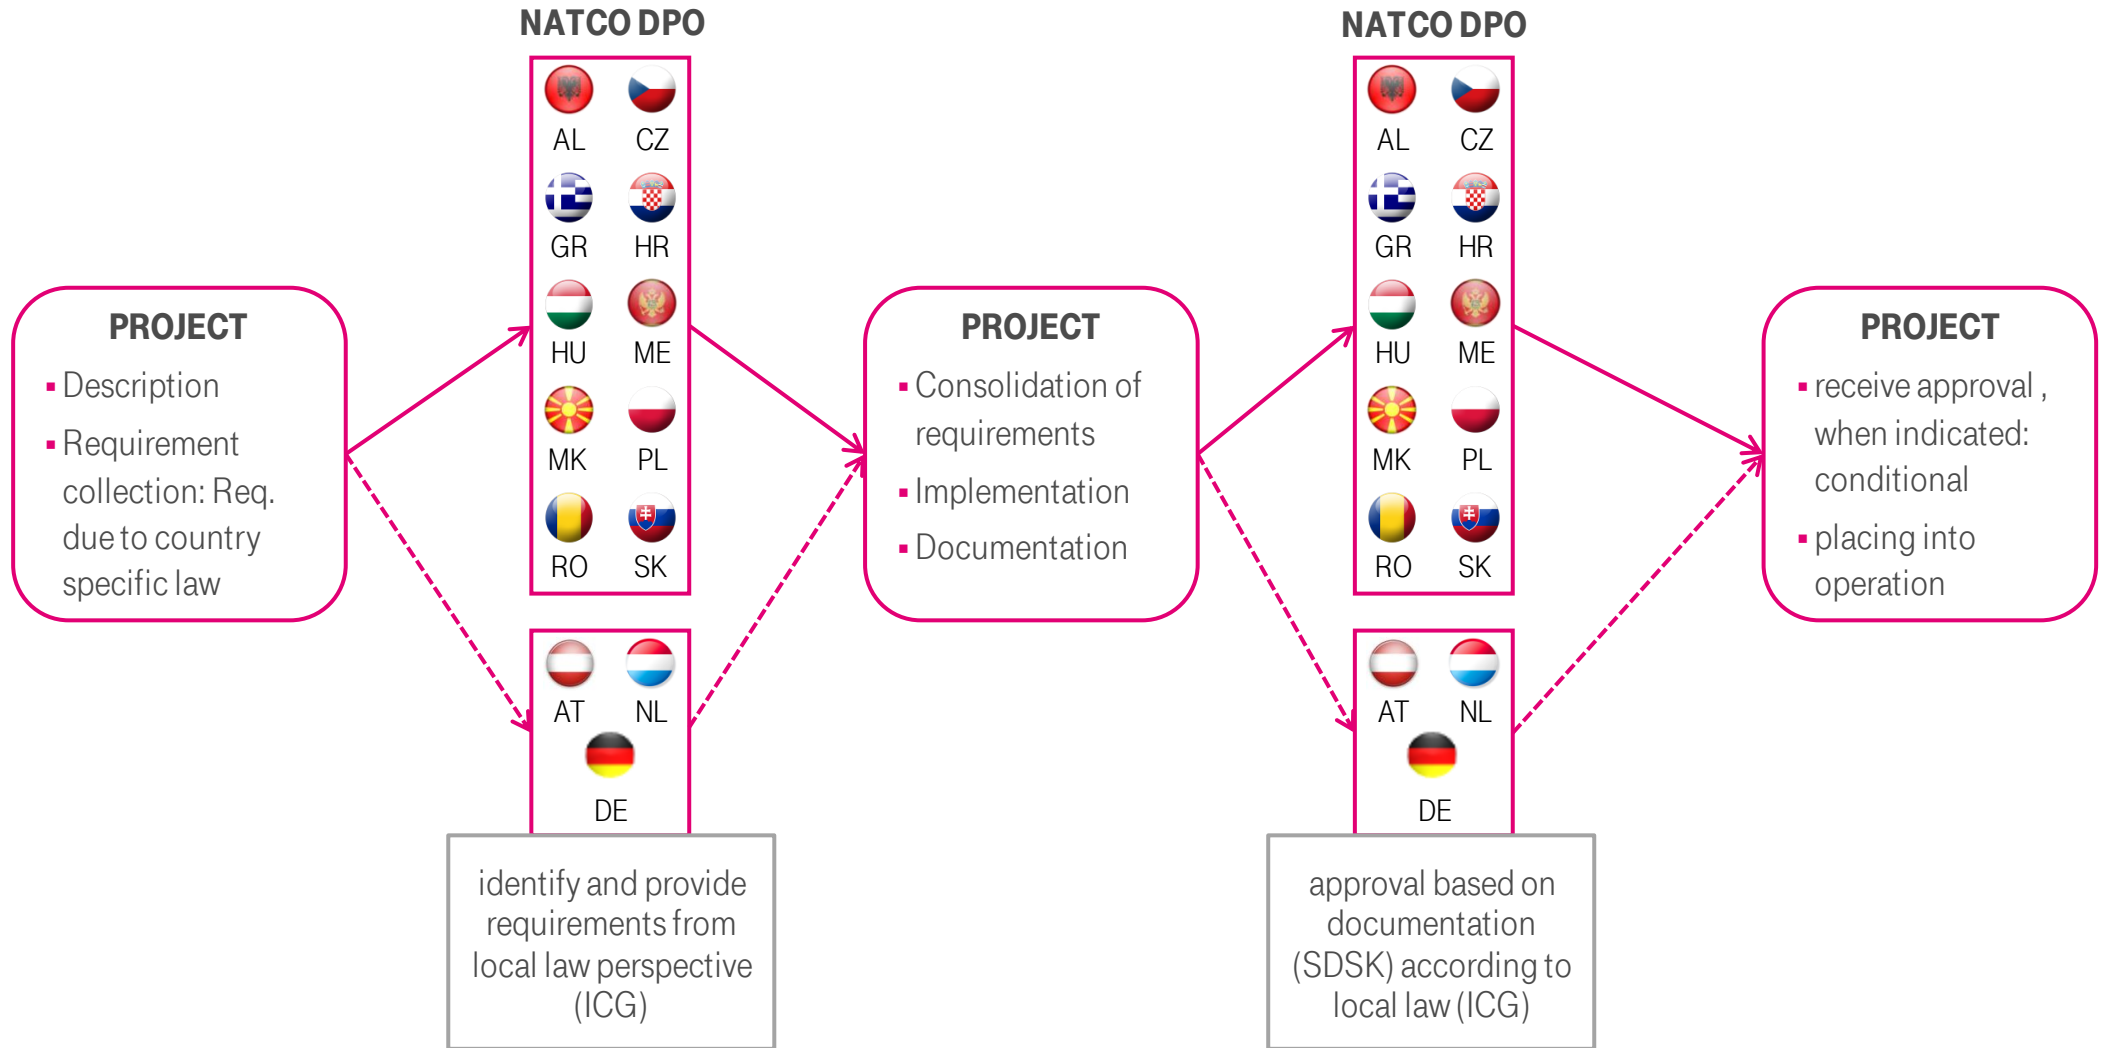 NATCO DPO
AL CZ
GR HR
HU ME
MK PL
RO SK
AT NL
DE
identify and provide
requirements from
local law perspective
(ICG)
PROJECT
▪ Description
▪ Requirement
collection: Req.
due to country
specific law
PROJECT
▪ Consolidation of
requirements
▪ Implementation
▪ Documentation
NATCO DPO
AL CZ
GR HR
HU ME
MK PL
RO SK
AT NL
DE
approval based on
documentation
(SDSK) according to
local law (ICG)
PROJECT
▪ receive approval ,
when indicated:
conditional
▪ placing into
operation